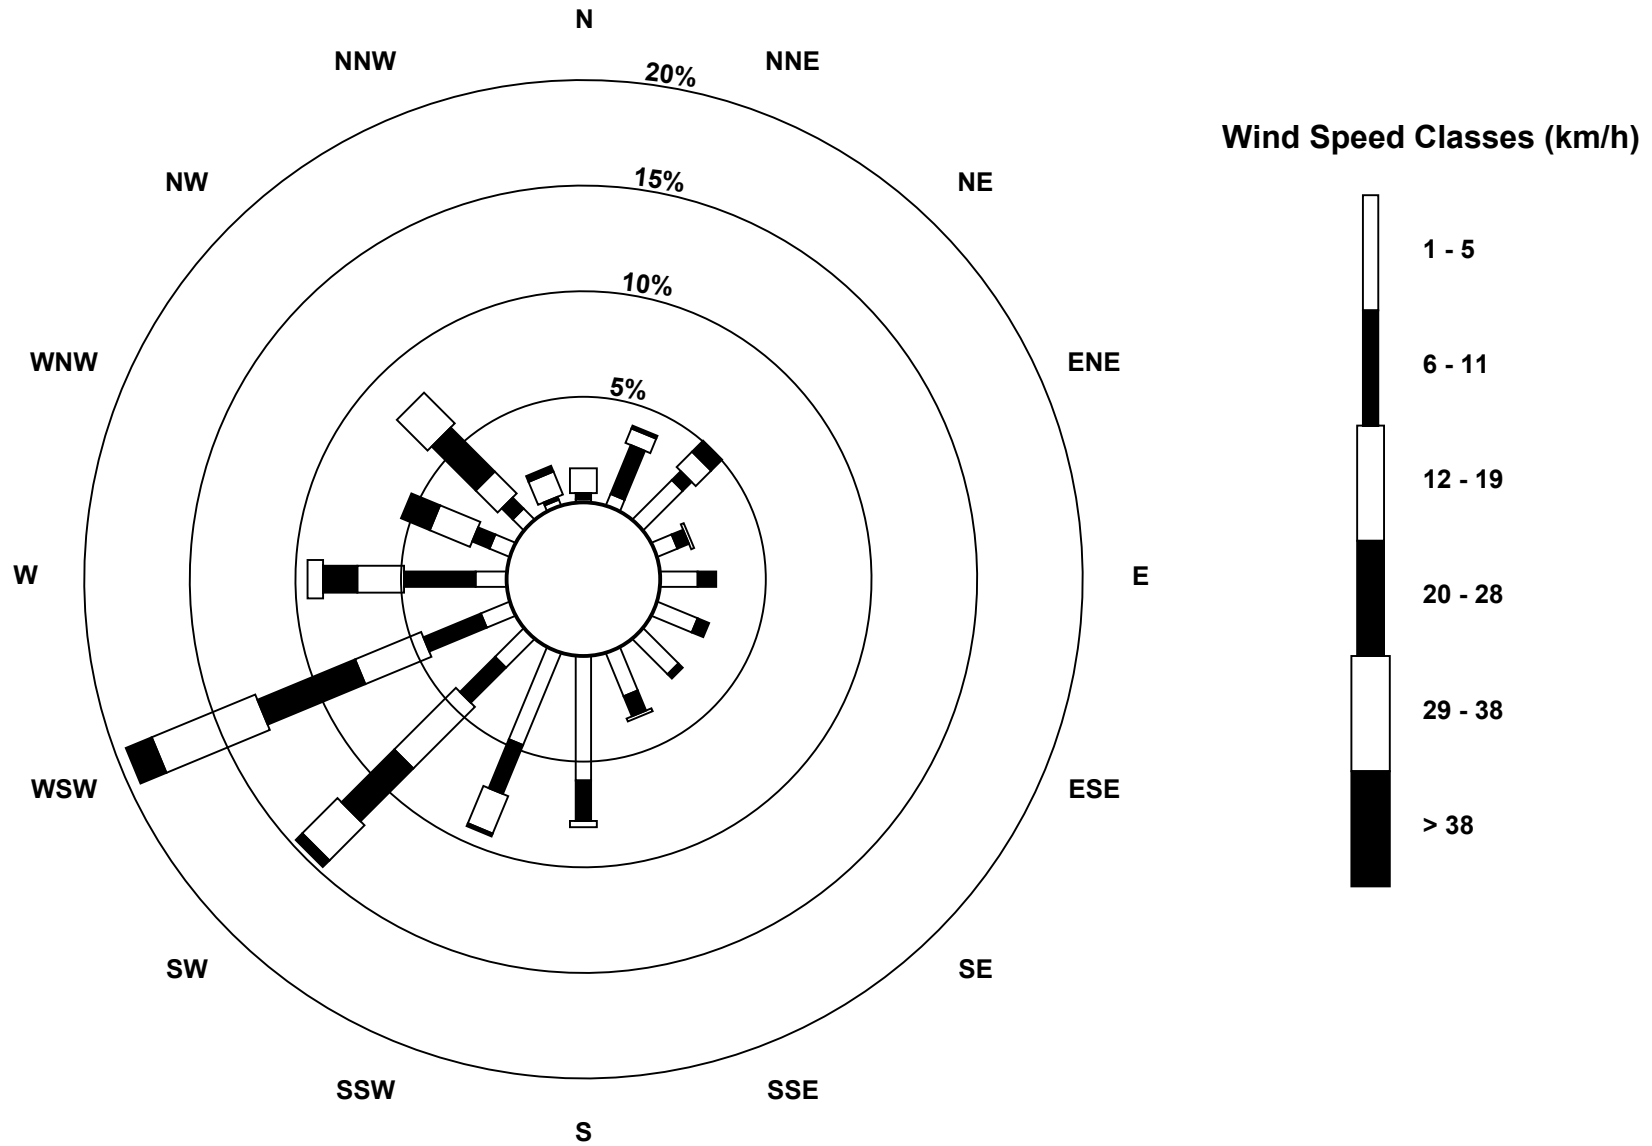 N
NNW
NNE
20%
Wind Speed Classes (km/h)
15%
NW
NE
1 - 5
10%
WNW
ENE
6 - 11
5%
12 - 19
W
E
20 - 28
29 - 38
WSW
ESE
> 38
SW
SE
SSW
SSE
S